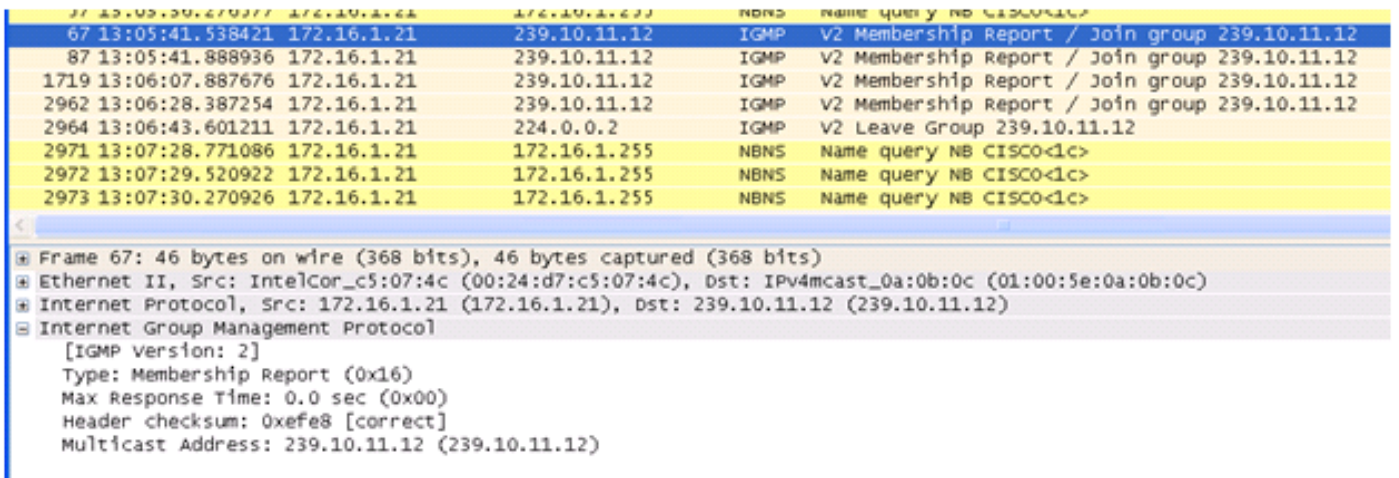 67 13:05:41.538421 172.16.1.21 239.10.11.12 IGMP V2 Membership Report / Join group 239.10.11.12
87 13:05:41.888936 172.16.1.21 239.10.11.12 IGMP V2 Membership Report / Join group 239.10.11.12
1719 13:06:07.887676 172.16.1.21 239.10.11.12 IGMP V2 Membership Report / Join group 239.10.11.12
2962 13:06:28.387254 172.16.1.21 239.10.11.12 IGMP V2 Membership Report / Join group 239.10.11.12
2964 13:06:43.601211 172.16.1.21 224.0.0.2 IGMP V2 Leave Group 239.10.11.12
2971 13:07:28.771086 172.16.1.21 172.16.1.255 NBNS Name query NB CISCO<1c>
2972 13:07:29.520922 172.16.1.21 172.16.1.255 NBNS Name query NB CISCO<1c>
2973 13:07:30.270926 172.16.1.21 172.16.1.255 NBNS Name query NB CISCO<1c>
Frame 67: 46 bytes on wire (368 bits), 46 bytes captured (368 bits)
Ethernet II, Src: IntelCor_c5:07:4c (00:24:d7:c5:07:4c), Dst: IPv4mcast_0a:0b:0c (01:00:5e:0a:0b:0c)
Internet Protocol, Src: 172.16.1.21 (172.16.1.21), Dst: 239.10.11.12 (239.10.11.12)
Internet Group Management Protocol
[IGMP Version: 2]
Type: Membership Report (0x16)
Max Response Time: 0.0 sec (0x00)
Header checksum: 0xefe8 [correct]
Multicast Address: 239.10.11.12 (239.10.11.12)